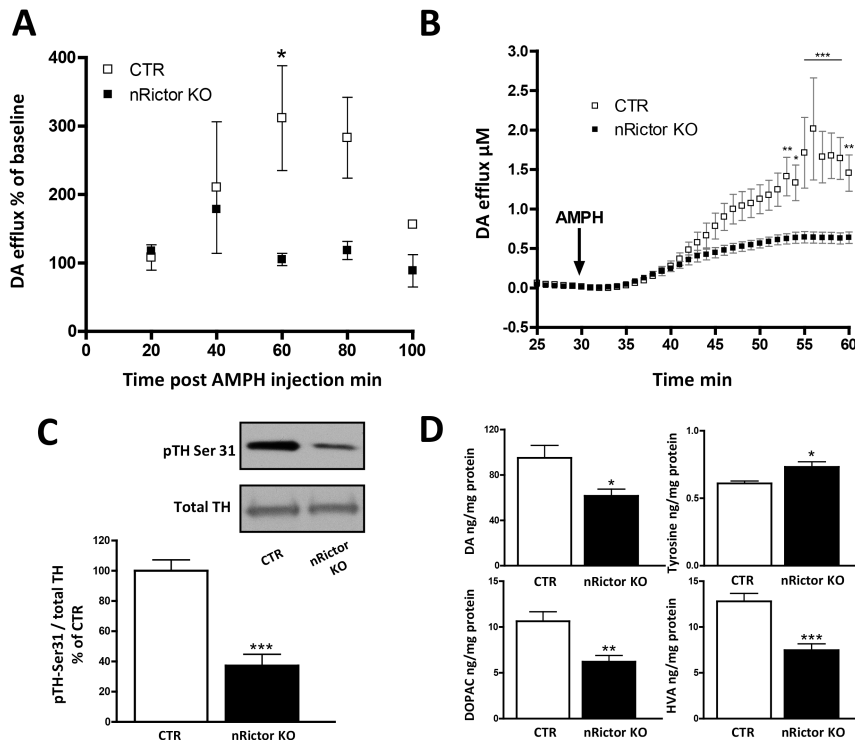 A
DA efflux % of baseline
400
300
200
100
0
CTR
nRictor KO
*
0 20 40 60 80 100
Time post AMPH injection min
B
DA efflux µM
3.0
2.5
2.0
1.5
1.0
0.5
0.0
-0.5
CTR
nRictor KO
AMPH
** * *** **
25 30 35 40 45 50 55 60
Time min
C
pTH Ser 31
Total TH
CTR nRictor
KO
pTH-Ser31 / total TH
% of CTR
120
100
80
60
40
20
0
***
CTR nRictor KO
D
DA ng/mg protein
120
80
40
0
*
CTR nRictor KO
Tyrosine ng/mg protein
1.0
0.5
0.0
*
CTR nRictor KO
DOPAC ng/mg protein
15
10
5
0
**
CTR nRictor KO
HVA ng/mg protein
15
10
5
0
***
CTR nRictor KO